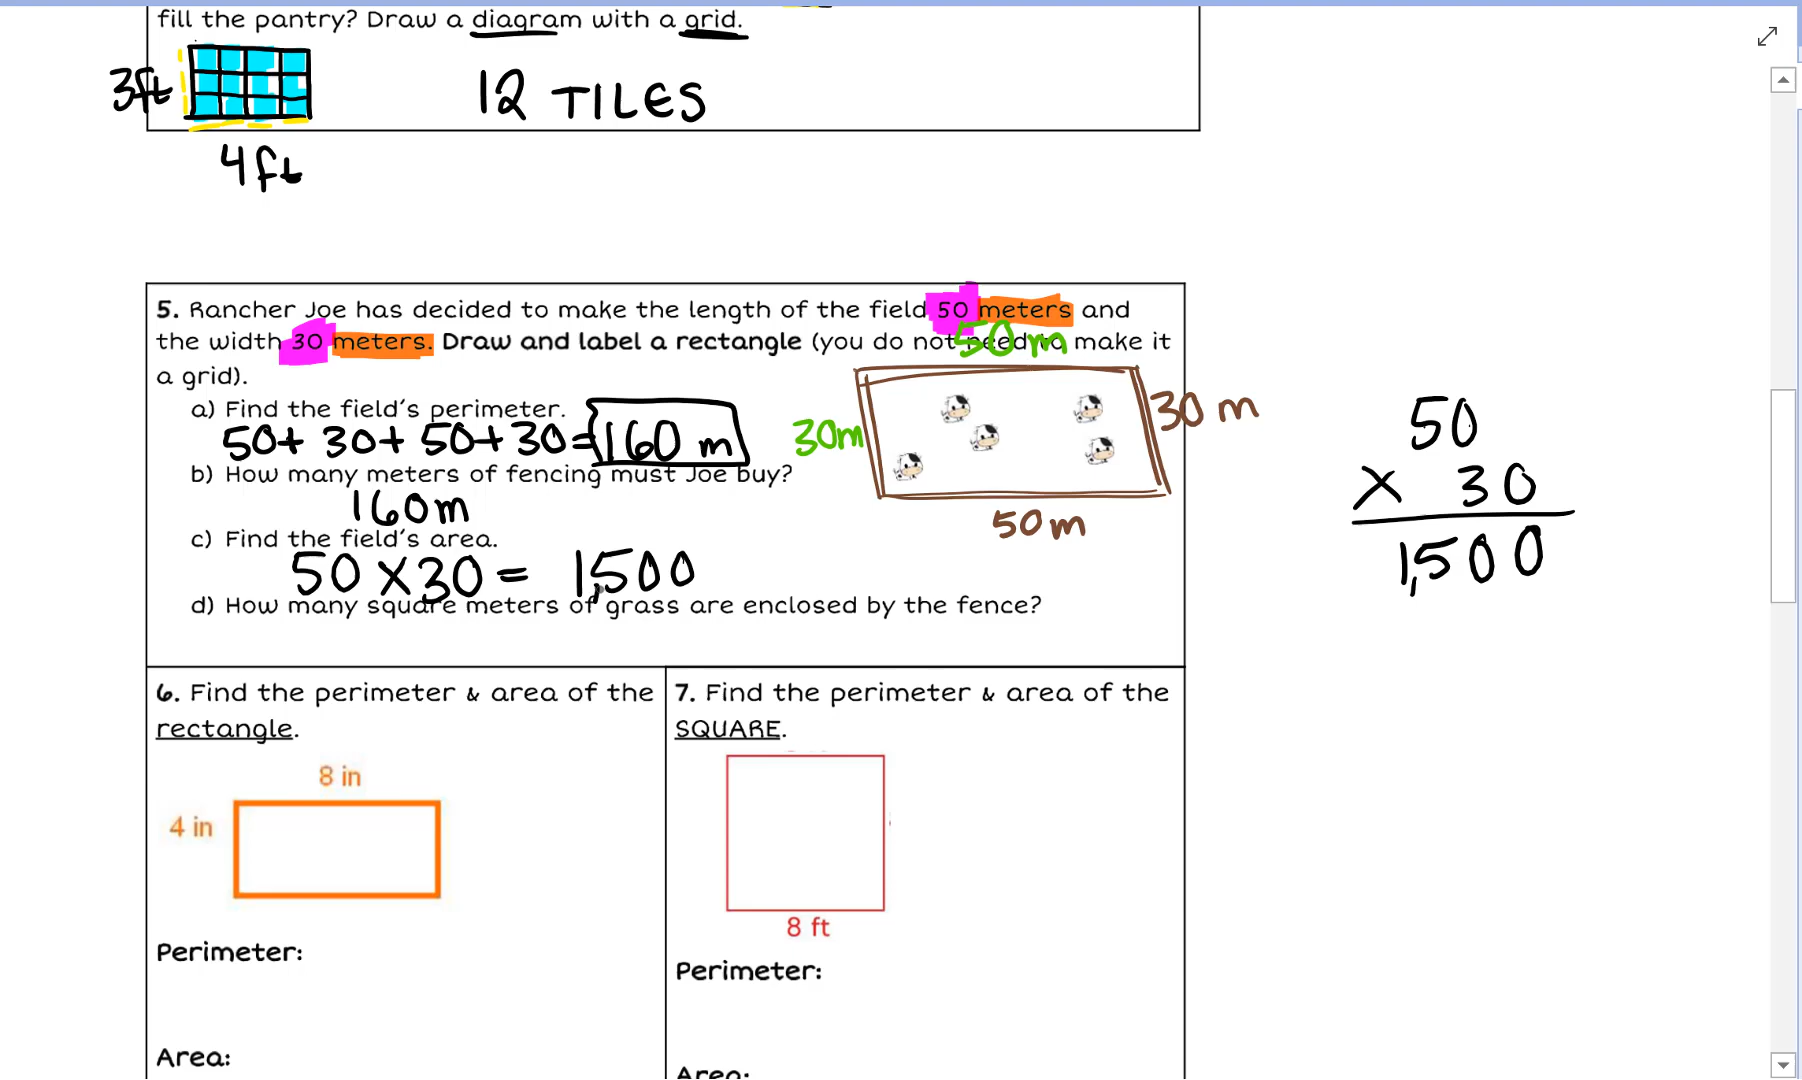 fill the pantry? Draw a diagram with a grid.
3ft
12 TILES
4ft
5. Rancher Joe has decided to make the length of the field 50 meters and
the width 30 meters. Draw and label a rectangle (you do not need to make it
a grid).
50 m
a) Find the field's perimeter.
50+ 30+ 50+30= 160 m
30m
30 m
b) How many meters of fencing must Joe buy?
160m
50m
c) Find the field's area.
50 X 30 = 1,500
d) How many square meters of grass are enclosed by the fence?
50
X 30
1,500
6. Find the perimeter & area of the
rectangle.
8 in
4 in
Perimeter:
Area:
7. Find the perimeter & area of the
SQUARE.
8 ft
Perimeter:
Area: